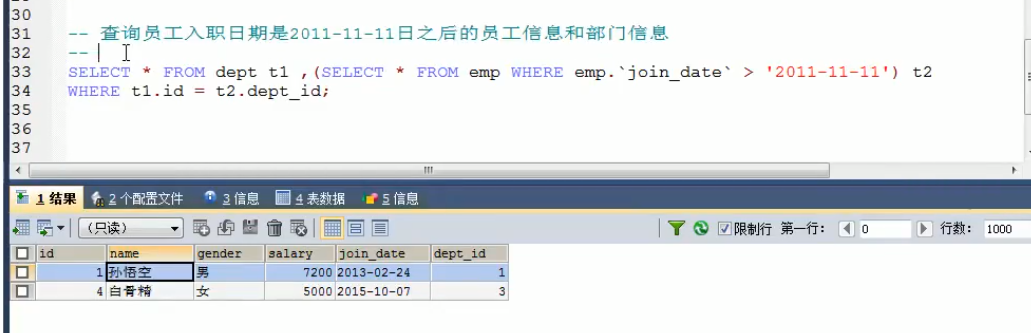 30
31 -- 查询员工入职日期是2011-11-11日之后的员工信息和部门信息
32 --
33 SELECT * FROM dept t1 ,(SELECT * FROM emp WHERE emp.`join_date` > '2011-11-11') t2
34 WHERE t1.id = t2.dept_id;
35
36
37
1 结果 2 个配置文件 3 信息 4 表数据 5 信息
(只读) 限制行 第一行: 0 行数: 1000
id name gender salary join_date dept_id
1 孙悟空 男 7200 2013-02-24 1
4 白骨精 女 5000 2015-10-07 3